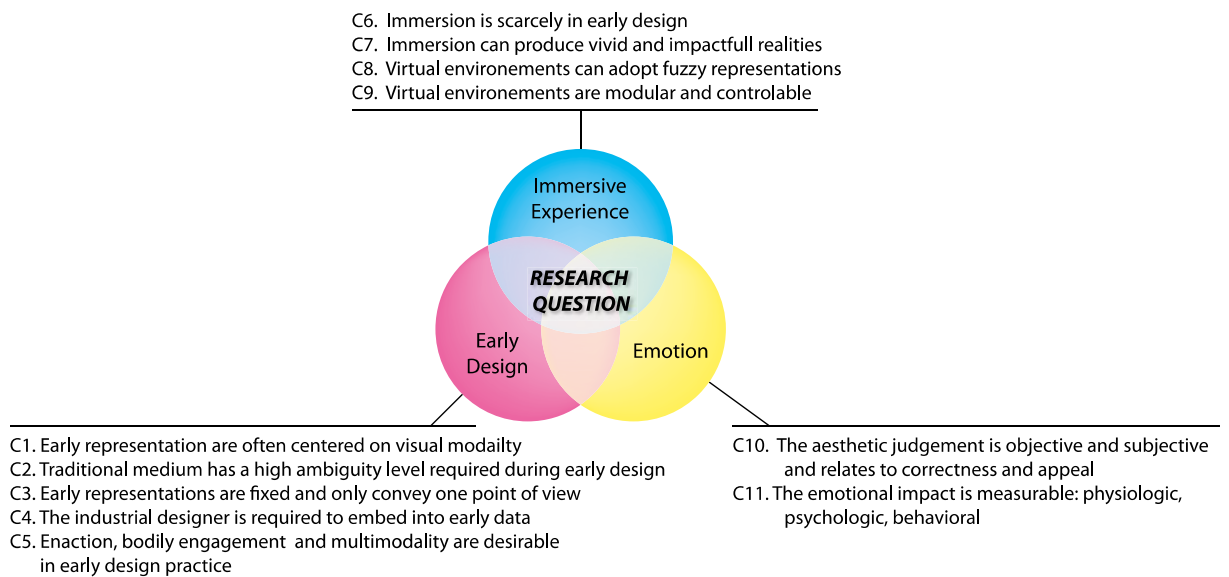 C6. Immersion is scarcely in early design
C7. Immersion can produce vivid and impactfull realities
C8. Virtual environements can adopt fuzzy representations
C9. Virtual environements are modular and controlable
Immersive
Experience
RESEARCH
QUESTION
Early
Design
Emotion
C1. Early representation are often centered on visual modailty
C2. Traditional medium has a high ambiguity level required during early design
C3. Early representations are fixed and only convey one point of view
C4. The industrial designer is required to embed into early data
C5. Enaction, bodily engagement and multimodality are desirable
in early design practice
C10. The aesthetic judgement is objective and subjective
and relates to correctness and appeal
C11. The emotional impact is measurable: physiologic,
psychologic, behavioral